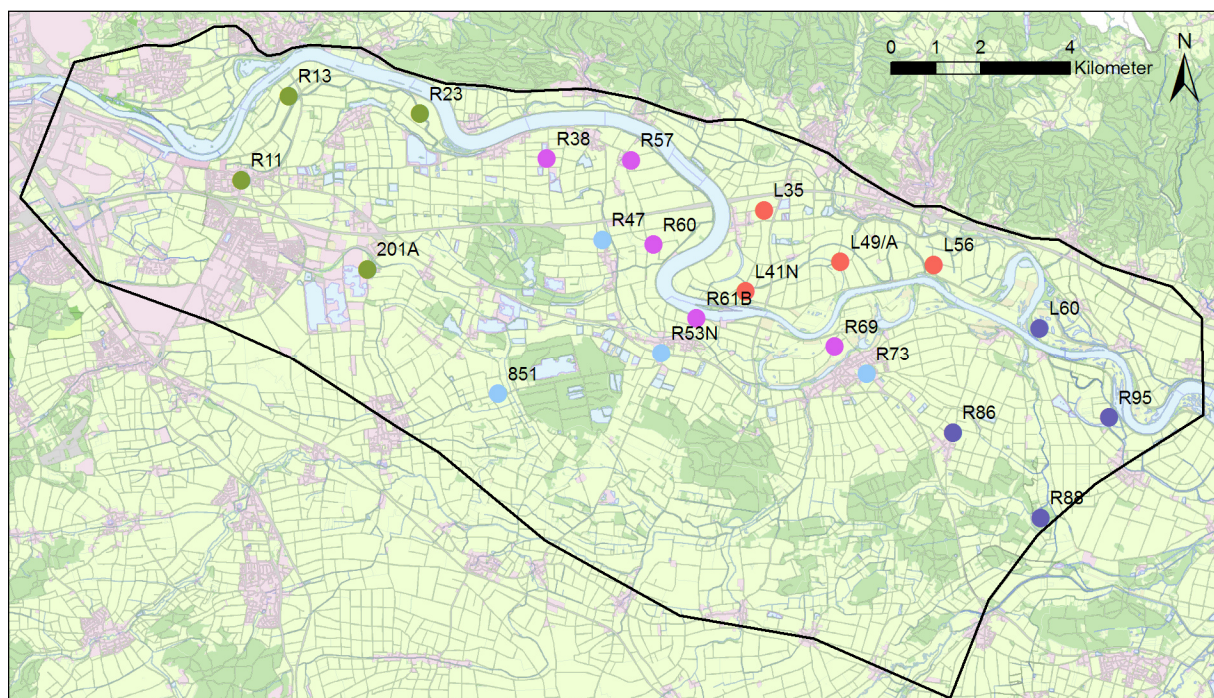 0 1 2 4
Kilometer
N
R13
R23
R11
R38
R57
L35
R47
R60
L49/A
L56
201A
L41N
R61B
L60
R53N
R69
R73
851
R95
R86
R88